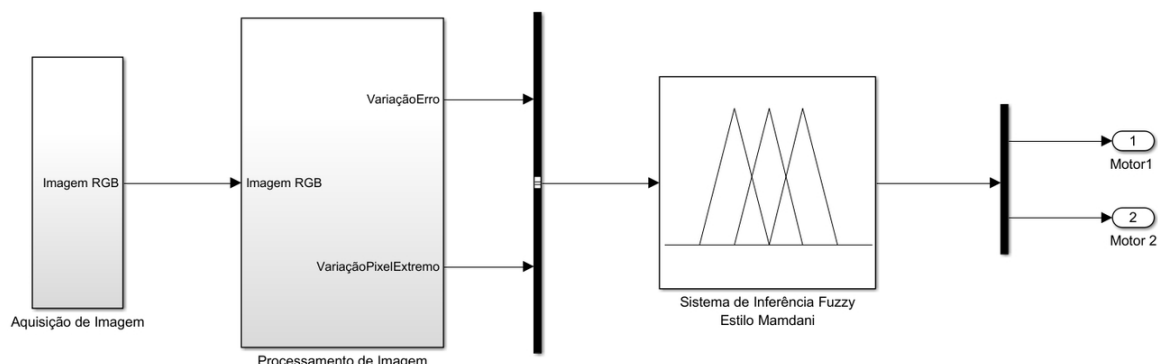 VariaçãoErro
Imagem RGB
Imagem RGB
VariaçãoPixelExtremo
Aquisição de Imagem
Processamento de Imagem
Sistema de Inferência Fuzzy
Estilo Mamdani
1
Motor1
2
Motor 2